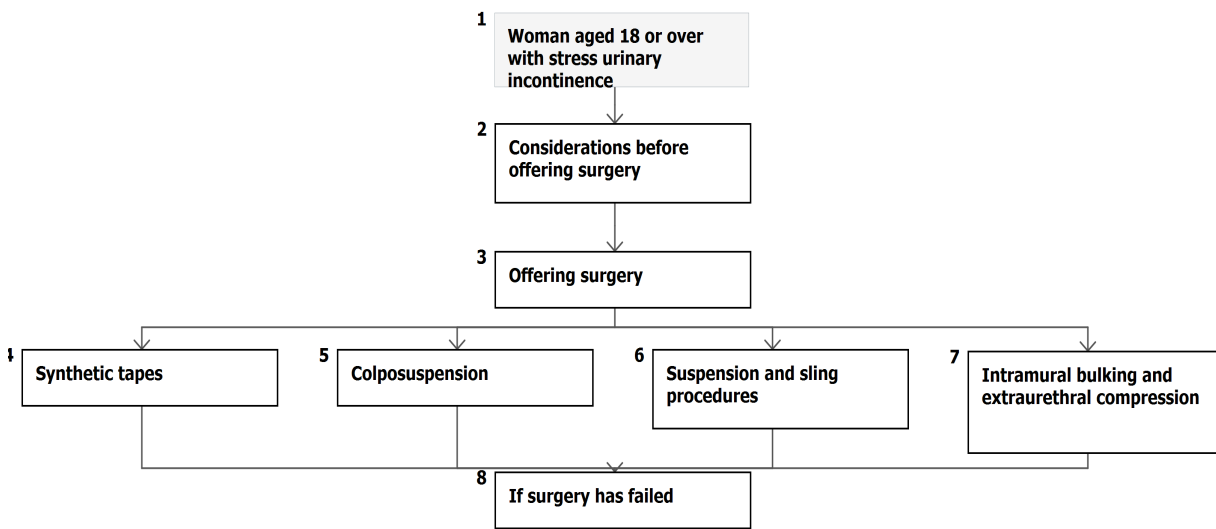 1
Woman aged 18 or over
with stress urinary
incontinence
2
Considerations before
offering surgery
3
Offering surgery
4
Synthetic tapes
5
Colposuspension
6
Suspension and sling
procedures
7
Intramural bulking and
extraurethral compression
8
If surgery has failed